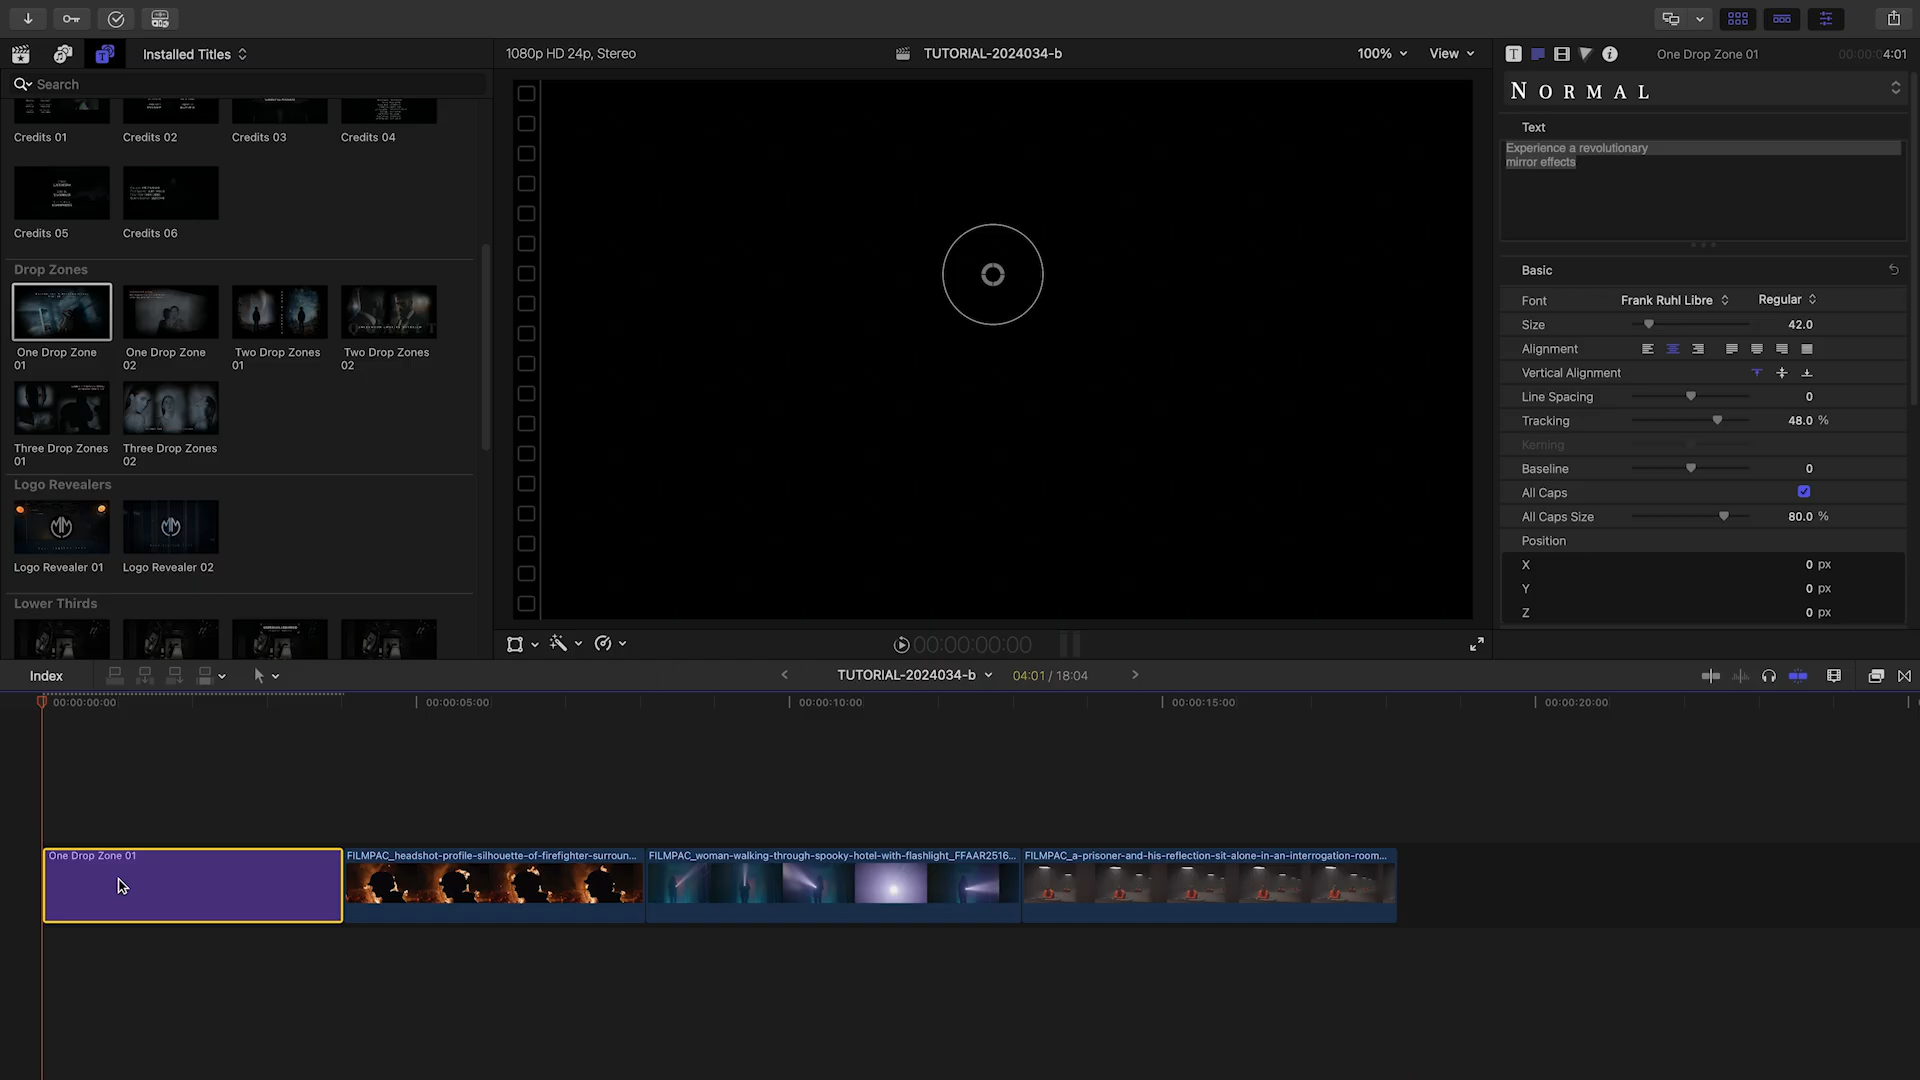 Installed Titles
1080p HD 24p, Stereo
TUTORIAL-2024034-b
100%
View
One Drop Zone 01
00:00:04:01
Search
Credits 01
Credits 02
Credits 03
Credits 04
Credits 05
Credits 06
Drop Zones
One Drop Zone
01
One Drop Zone
02
Two Drop Zones
01
Two Drop Zones
02
Three Drop Zones
01
Three Drop Zones
02
Logo Revealers
Logo Revealer 01
Logo Revealer 02
Lower Thirds
NORMAL
Text
Experience a revolutionary
mirror effects
Basic
Font
Frank Ruhl Libre
Regular
Size
42.0
Alignment
Vertical Alignment
Line Spacing
0
Tracking
48.0 %
Kerning
Baseline
0
All Caps
All Caps Size
80.0 %
Position
X
0 px
Y
0 px
Z
0 px
00:00:00:00
Index
TUTORIAL-2024034-b
04:01 / 18:04
00:00:00:00
00:00:05:00
00:00:10:00
00:00:15:00
00:00:20:00
One Drop Zone 01
FILMPAC_headshot-profile-silhouette-of-firefighter-surroun...
FILMPAC_woman-walking-through-spooky-hotel-with-flashlight_FFAAR2516...
FILMPAC_a-prisoner-and-his-reflection-sit-alone-in-an-interrogation-room...